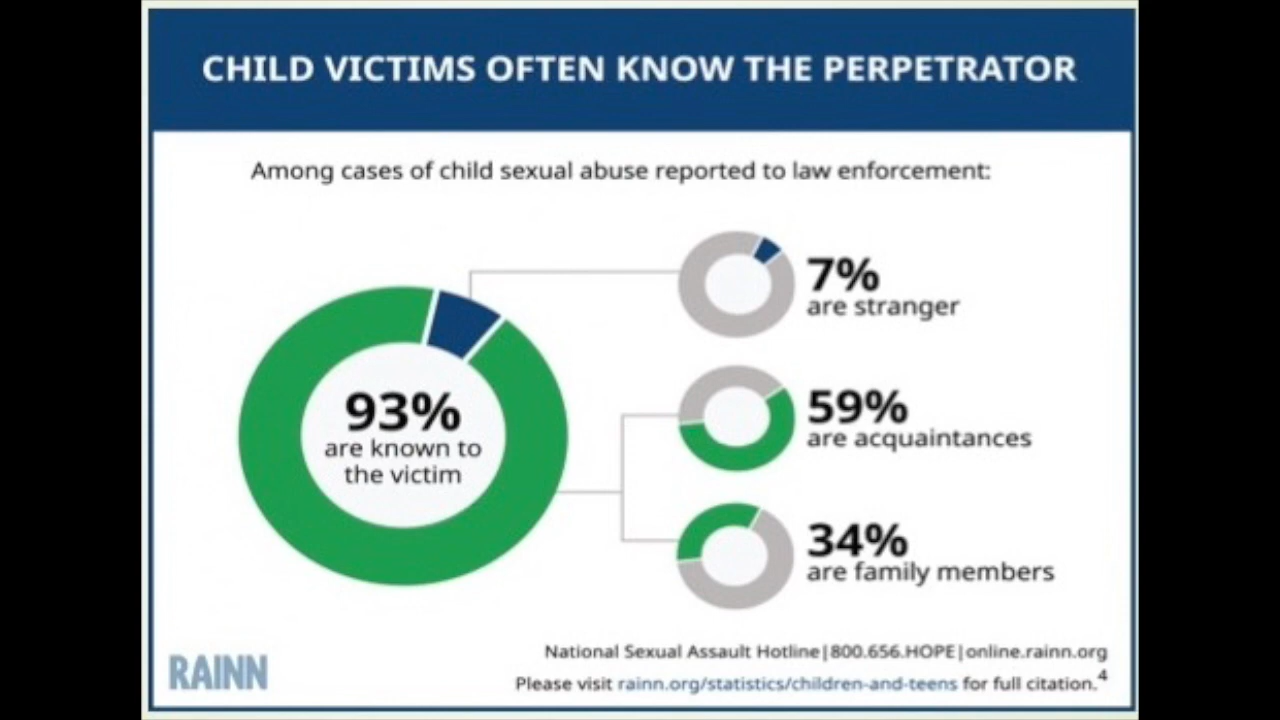 CHILD VICTIMS OFTEN KNOW THE PERPETRATOR
Among cases of child sexual abuse reported to law enforcement:
93%
are known to
the victim
7%
are stranger
59%
are acquaintances
34%
are family members
National Sexual Assault Hotline|800.656.HOPE|online.rainn.org
Please visit rainn.org/statistics/children-and-teens for full citation.4
RAINN